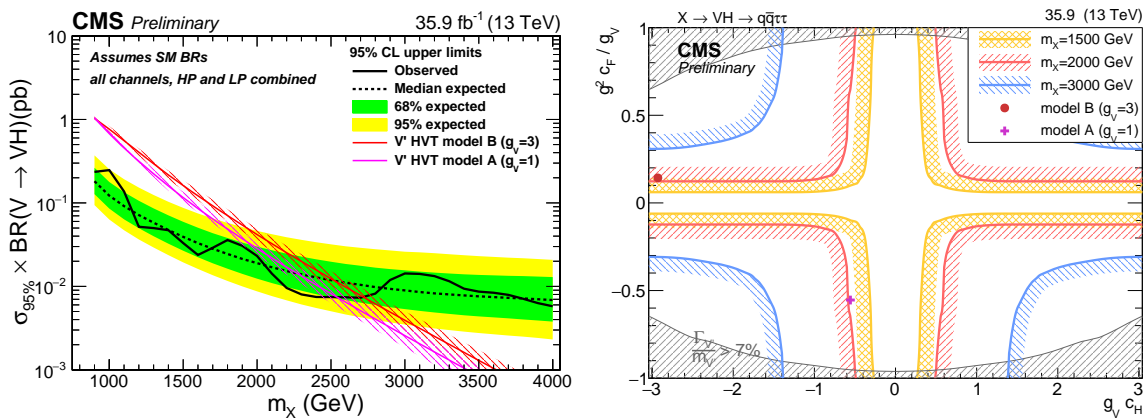 CMS Preliminary
35.9 fb⁻¹ (13 TeV)
Assumes SM BRs
all channels, HP and LP combined
95% CL upper limits
Observed
Median expected
68% expected
95% expected
V' HVT model B (g_V=3)
V' HVT model A (g_V=1)
σ_95% × BR(V → VH)(pb)
10
1
10⁻¹
10⁻²
10⁻³
1000 1500 2000 2500 3000 3500 4000
m_X (GeV)
X → VH → qq̄ττ
35.9 (13 TeV)
CMS
Preliminary
m_X=1500 GeV
m_X=2000 GeV
m_X=3000 GeV
model B (g_V=3)
model A (g_V=1)
g² c_F / g_V
1
0.5
0
−0.5
−1
Γ_V' / m_V' > 7%
−3 −2 −1 0 1 2 3
g_V c_H